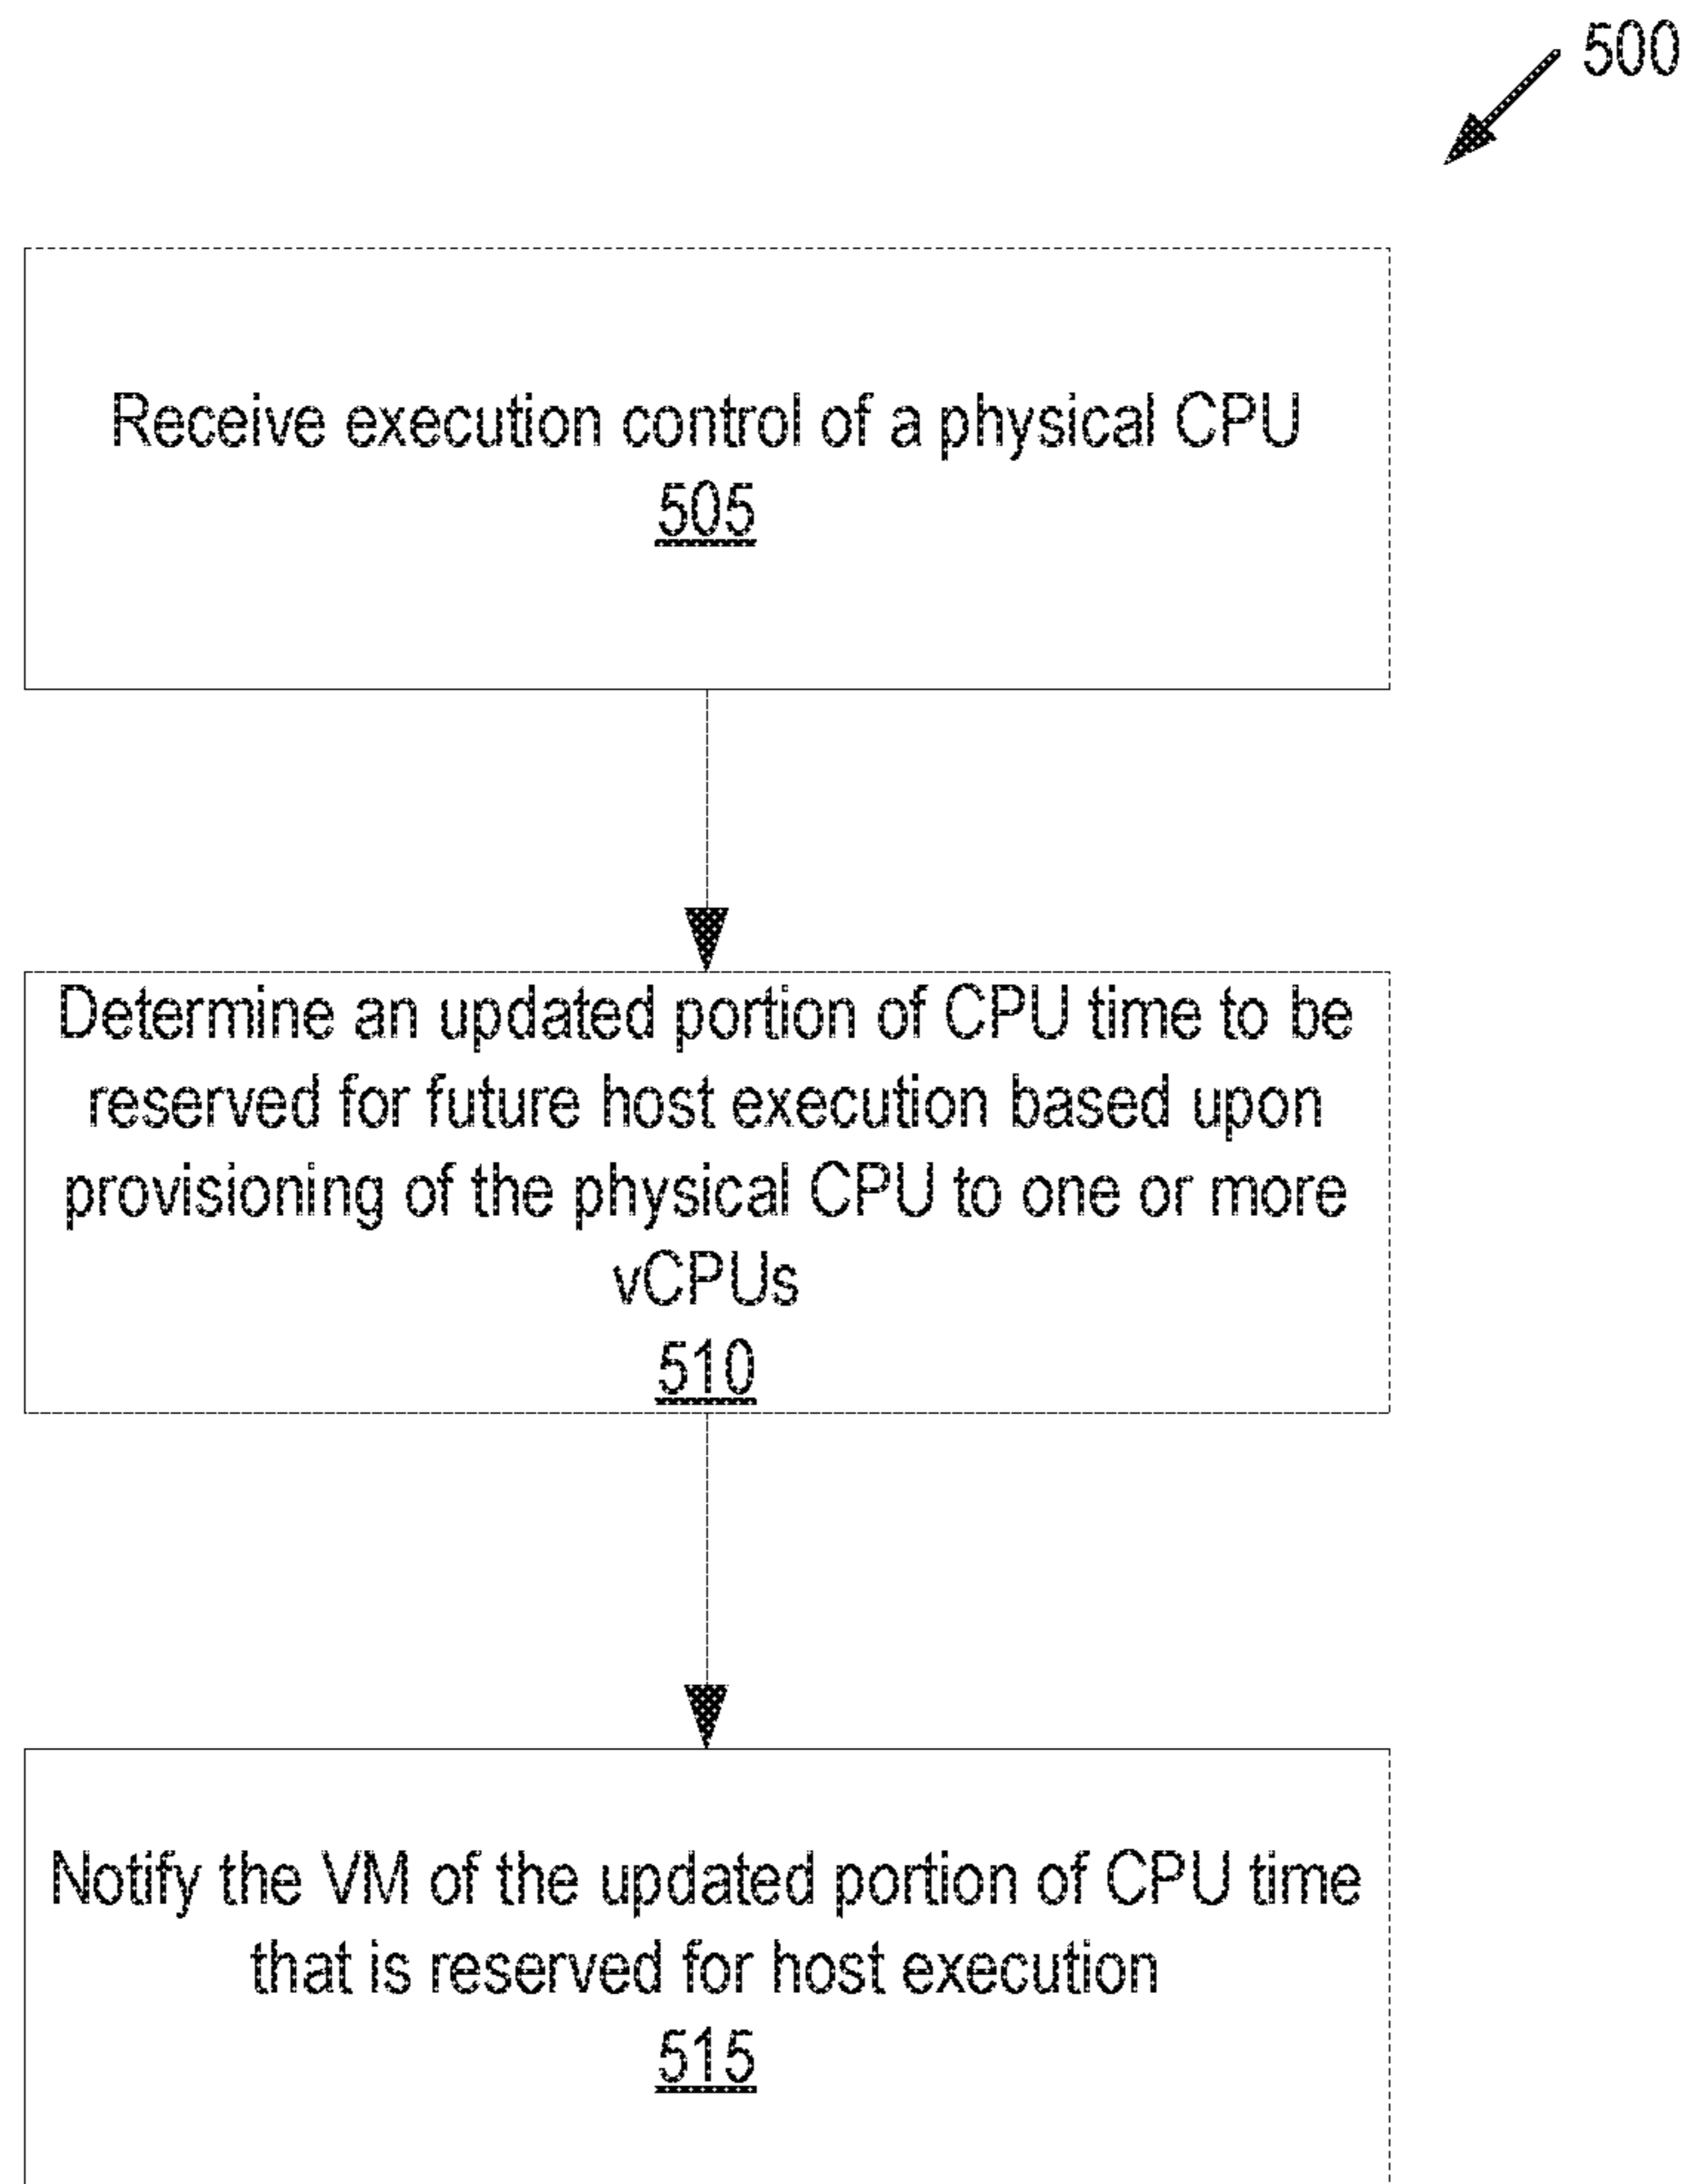 500
Receive execution control of a physical CPU
505
Determine an updated portion of CPU time to be
reserved for future host execution based upon
provisioning of the physical CPU to one or more
vCPUs
510
Notify the VM of the updated portion of CPU time
that is reserved for host execution
515